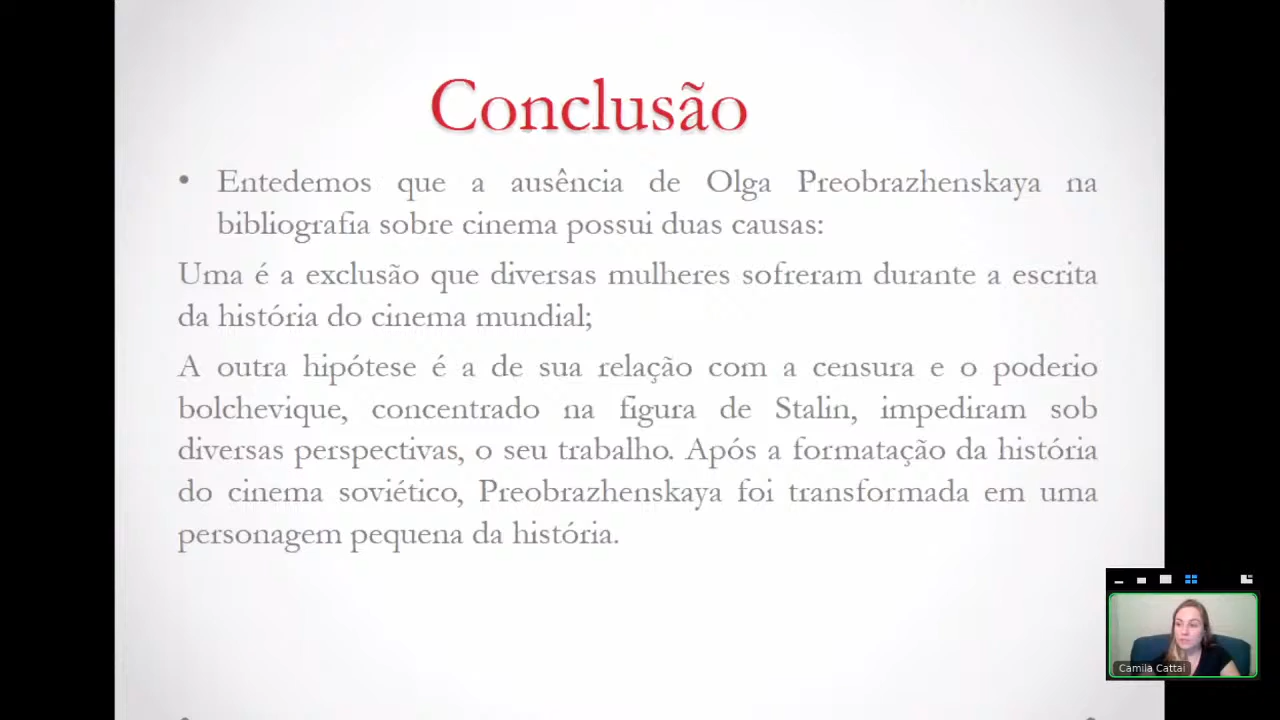 Conclusão
• Entedemos que a ausência de Olga Preobrazhenskaya na
bibliografia sobre cinema possui duas causas:
Uma é a exclusão que diversas mulheres sofreram durante a escrita
da história do cinema mundial;
A outra hipótese é a de sua relação com a censura e o poderio
bolchevique, concentrado na figura de Stalin, impediram sob
diversas perspectivas, o seu trabalho. Após a formatação da história
do cinema soviético, Preobrazhenskaya foi transformada em uma
personagem pequena da história.
Camila Cattai